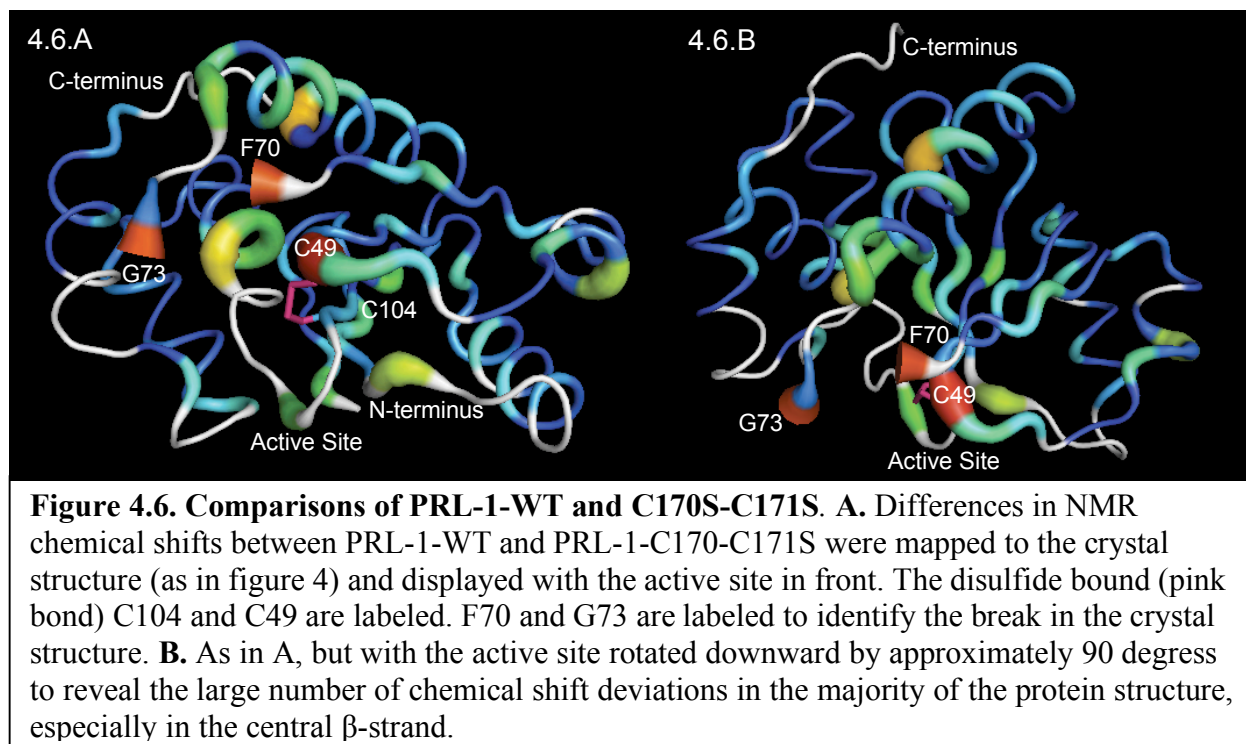 4.6.A
C-terminus
F70
G73
C49
C104
N-terminus
Active Site
4.6.B
C-terminus
F70
C49
G73
Active Site
Figure 4.6. Comparisons of PRL-1-WT and C170S-C171S. A. Differences in NMR
chemical shifts between PRL-1-WT and PRL-1-C170-C171S were mapped to the crystal
structure (as in figure 4) and displayed with the active site in front. The disulfide bound (pink
bond) C104 and C49 are labeled. F70 and G73 are labeled to identify the break in the crystal
structure. B. As in A, but with the active site rotated downward by approximately 90 degress
to reveal the large number of chemical shift deviations in the majority of the protein structure,
especially in the central β-strand.